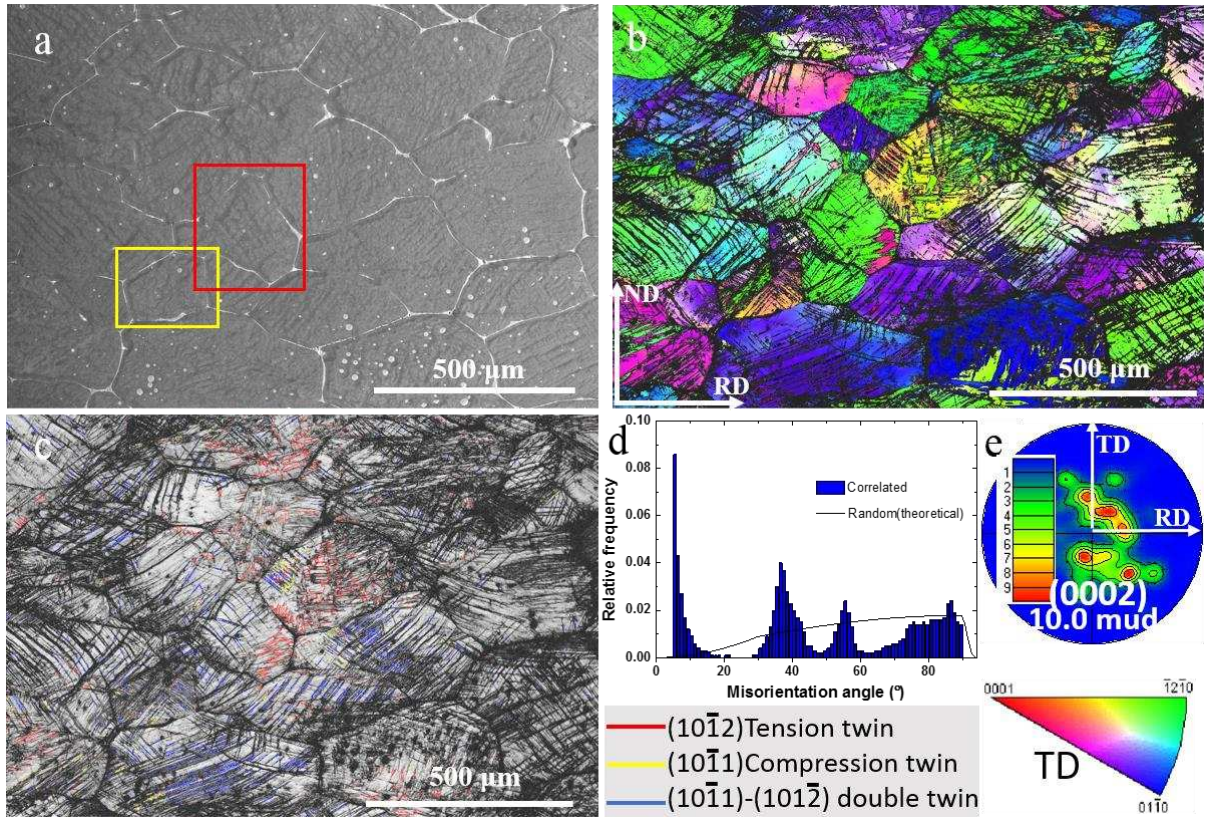 a
500 µm
b
ND
RD
500 µm
c
500 µm
d
0.10
0.08
0.06
0.04
0.02
0.00
Relative frequency
Correlated
Random(theoretical)
0 20 40 60 80
Misorientation angle (º)
e
TD
RD
1
2
3
4
5
6
7
8
9
(0002)
10.0 mud
(101̄2)Tension twin
(101̄1)Compression twin
(101̄1)-(1012̄) double twin
0001
1̄21̄0
TD
011̄0